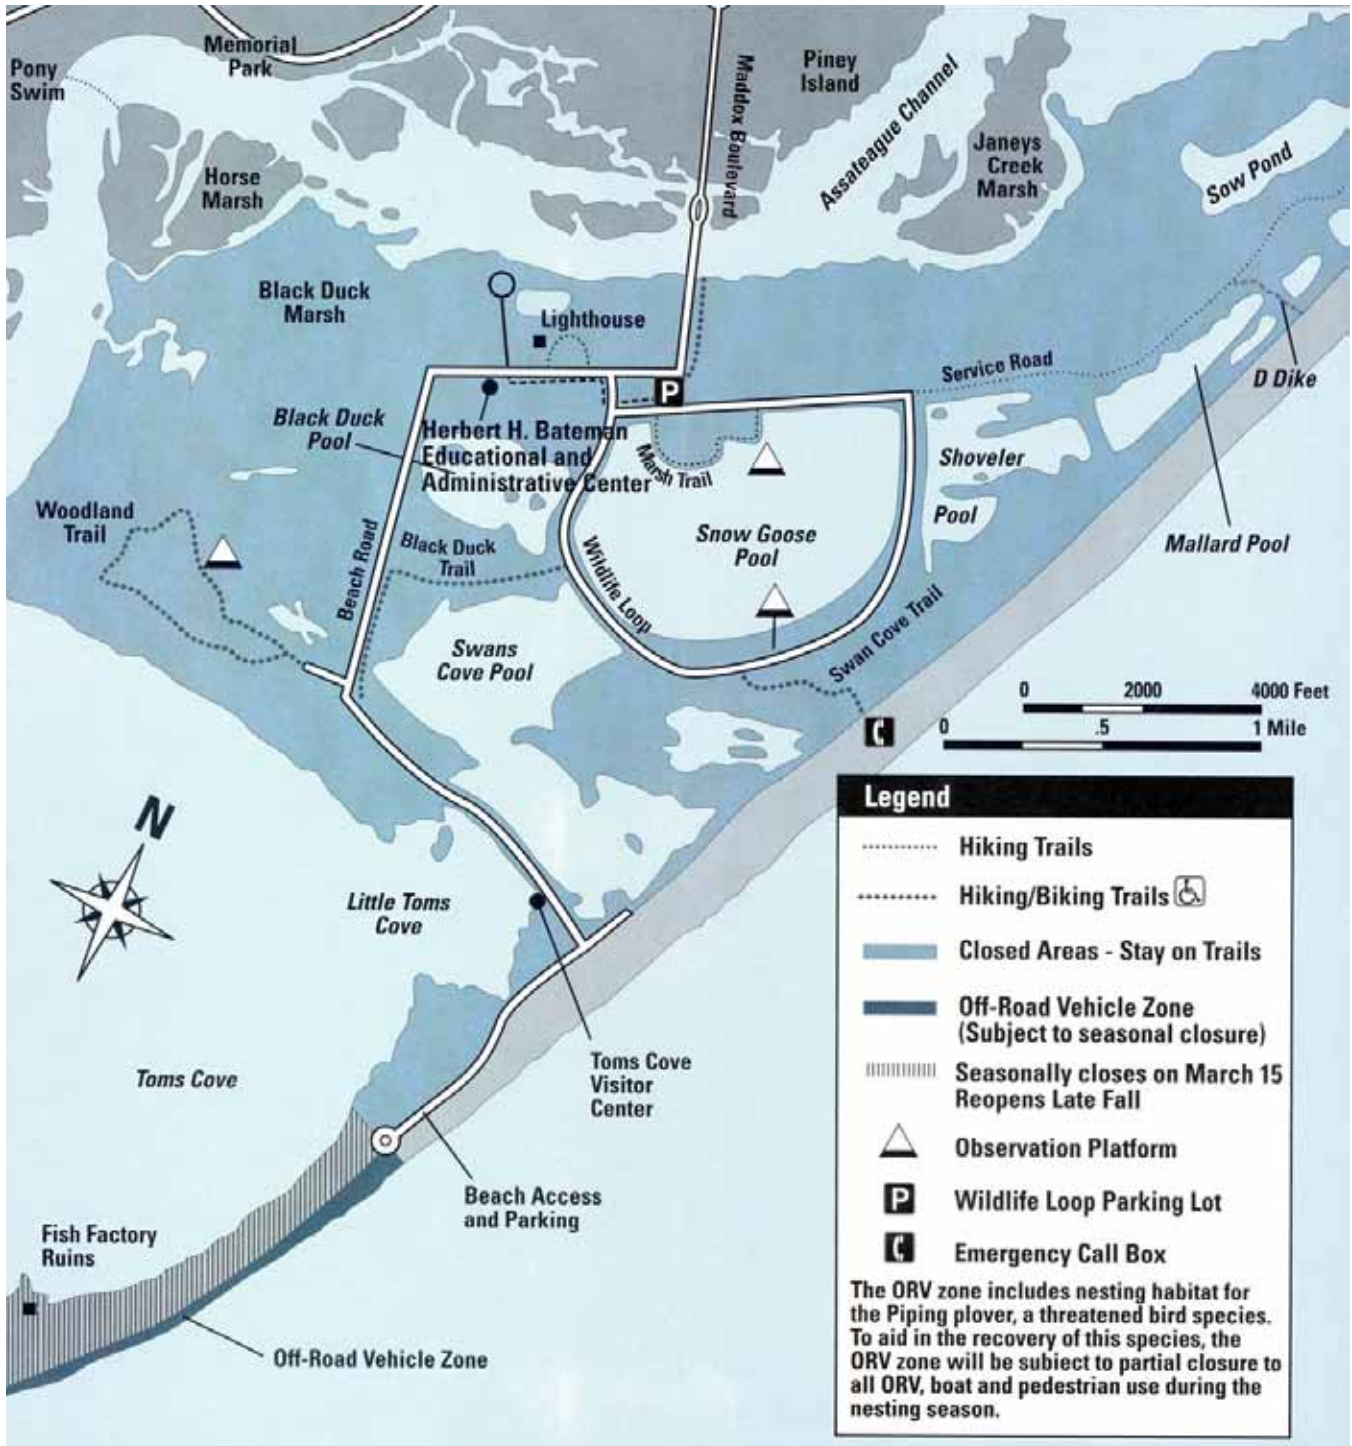 Memorial
Park
Pony
Swim
Piney
Island
Maddox Boulevard
Assateague Channel
Janeys
Creek
Marsh
Sow Pond
Horse
Marsh
Black Duck
Marsh
Lighthouse
Service Road
D Dike
P
Black Duck
Pool
Herbert H. Bateman
Educational and
Administrative Center
Marsh Trail
Shoveler
Pool
Mallard Pool
Woodland
Trail
Snow Goose
Pool
Beach Road
Black Duck
Trail
Wildlife Loop
Swan Cove Trail
Swans
Cove Pool
0 2000 4000 Feet
0 .5 1 Mile
N
Little Toms
Cove
Toms Cove
Toms Cove
Visitor
Center
Beach Access
and Parking
Fish Factory
Ruins
Off-Road Vehicle Zone
Legend
Hiking Trails
Hiking/Biking Trails
Closed Areas - Stay on Trails
Off-Road Vehicle Zone
(Subject to seasonal closure)
Seasonally closes on March 15
Reopens Late Fall
Observation Platform
P Wildlife Loop Parking Lot
Emergency Call Box
The ORV zone includes nesting habitat for
the Piping plover, a threatened bird species.
To aid in the recovery of this species, the
ORV zone will be subject to partial closure to
all ORV, boat and pedestrian use during the
nesting season.